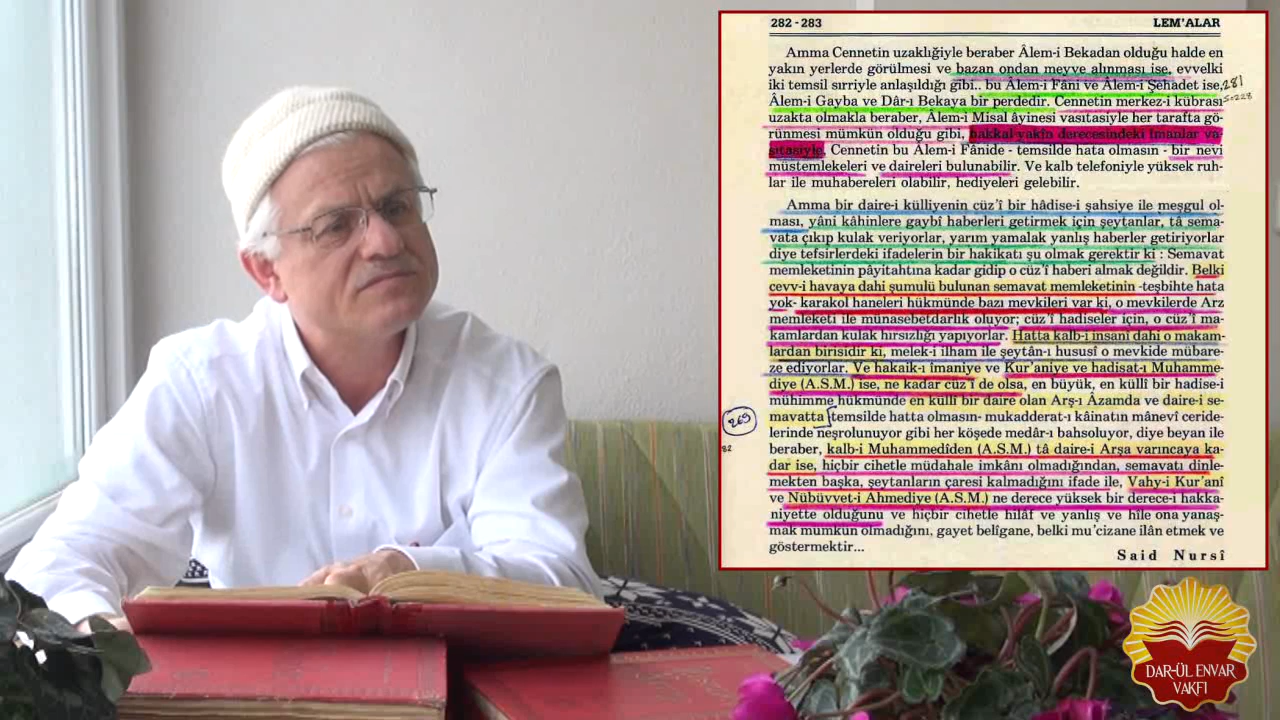 282 - 283 LEM'ALAR
Amma Cennetin uzaklığiyle beraber Âlem-i Bekadan olduğu halde en
yakın yerlerde görülmesi ve bazan ondan meyve alınması ise, evvelki
iki temsil sırriyle anlaşıldığı gibi.. bu Âlem-i Fâni ve Âlem-i Şehadet ise, 281
Âlem-i Gayba ve Dâr-ı Bekaya bir perdedir. Cennetin merkez-i kübrası
uzakta olmakla beraber, Âlem-i Misal âyinesi vasıtasiyle her tarafta gö-
rünmesi mümkün olduğu gibi, hakkal yakîn derecesindeki imanlar va-
sıtasiyle, Cennetin bu Alem-i Fânide - temsilde hata olmasın - bir nevi
müstemlekeleri ve daireleri bulunabilir. Ve kalb telefoniyle yüksek ruh-
lar ile muhabereleri olabilir, hediyeleri gelebilir.
Amma bir daire-i külliyenin cüz'î bir hâdise-i şahsiye ile meşgul ol-
ması, yâni kâhinlere gaybî haberleri getirmek için şeytanlar, tâ sema-
vata çıkıp kulak veriyorlar, yarım yamalak yanlış haberler getiriyorlar
diye tefsirlerdeki ifadelerin bir hakikatı şu olmak gerektir ki : Semavat
memleketinin pâyitahtına kadar gidip o cüz'î haberi almak değildir. Belki
cevv-i havaya dahi şumulü bulunan semavat memleketinin -teşbihte hata
yok- karakol haneleri hükmünde bazı mevkileri var ki, o mevkilerde Arz
memleketi ile münasebetdarlık oluyor; cüz'î hadiseler için, o cüz'î ma-
kamlardan kulak hırsızlığı yapıyorlar. Hatta kalb-i insanî dahi o makam-
lardan birisidir ki, melek-i ilham ile şeytân-ı hususî o mevkide mübare-
ze ediyorlar. Ve hakaik-ı imaniye ve Kur'aniye ve hadisat-ı Muhamme-
diye (A.S.M.) ise, ne kadar cüz'î de olsa, en büyük, en küllî bir hadise-i
mühimme hükmünde en küllî bir daire olan Arş-ı Âzamda ve daire-i se-
265 mavatta temsilde hatta olmasın- mukadderat-ı kâinatın mânevî ceride-
lerinde neşrolunuyor gibi her köşede medâr-ı bahsoluyor, diye beyan ile
82 beraber, kalb-i Muhammedîden (A.S.M.) tâ daire-i Arşa varıncaya ka-
dar ise, hiçbir cihetle müdahale imkânı olmadığından, semavatı dinle-
mekten başka, şeytanların çaresi kalmadığını ifade ile, Vahy-i Kur'anî
ve Nübüvvet-i Ahmediye (A.S.M.) ne derece yüksek bir derece-i hakka-
niyette olduğunu ve hiçbir cihetle hilâf ve yanlış ve hîle ona yanaş-
mak mümkün olmadığını, gayet belîgane, belki mu'cizane ilân etmek ve
göstermektir...
Said Nursî
DAR-ÜL ENVAR
VAKFI